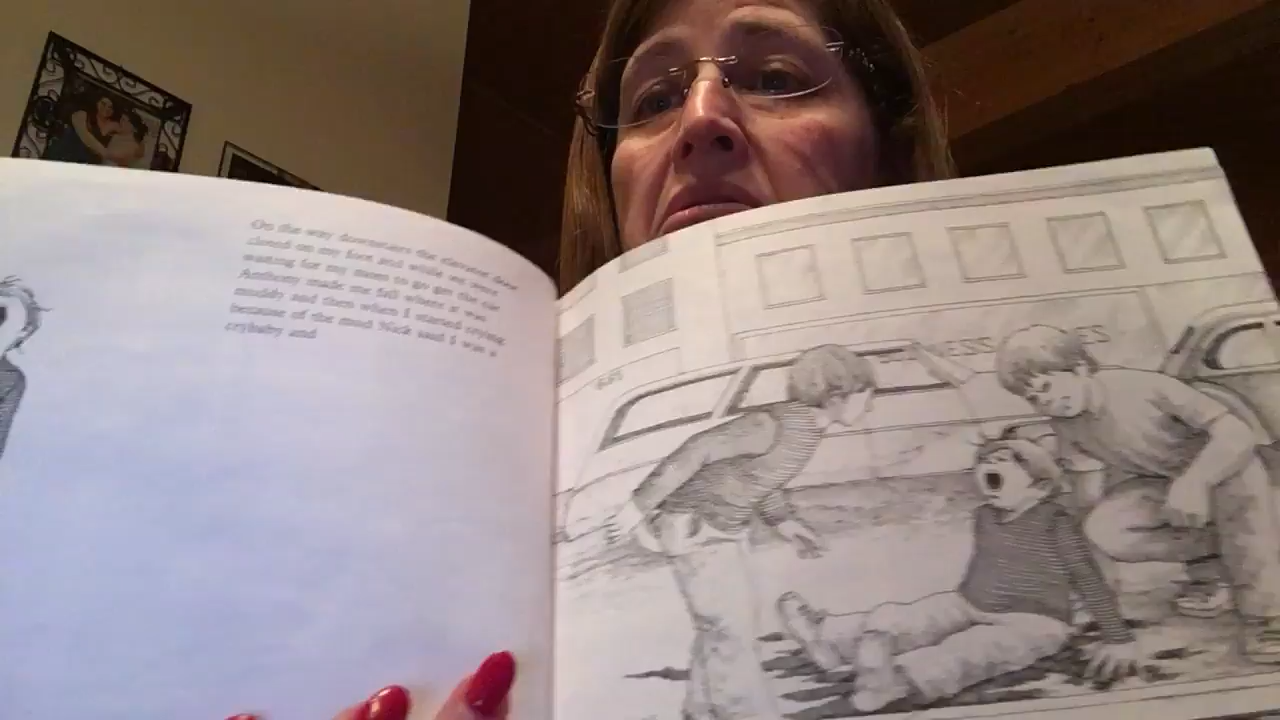 On the way downstairs the elevator door
closed on my foot and while we were
waiting for my mom to go get the car
Anthony made me fall where it was
muddy and then when I started crying
because of the mud Nick said I was a
crybaby and
ESS
ES